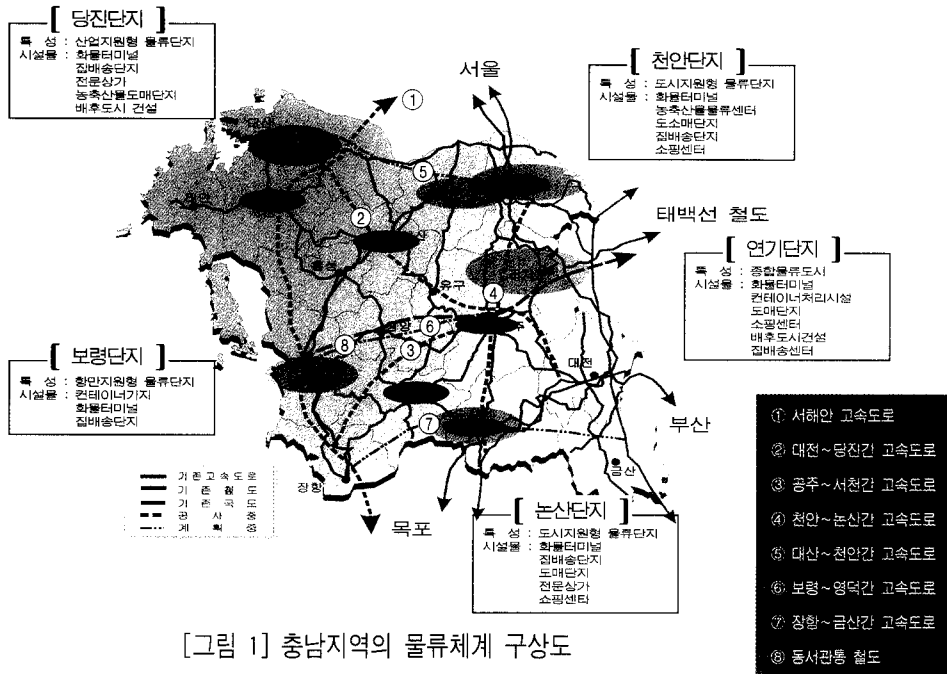 [ 당진단지 ]
특 성 : 산업지원형 물류단지
시설물 : 화물터미널
집배송단지
전문상가
농축산물도매단지
배후도시 건설
서울
①
[ 천안단지 ]
특 성 : 도시지원형 물류단지
시설물 : 화물터미널
농축산물물류센터
도소매단지
집배송단지
쇼핑센터
⑤
②
태백선 철도
[ 연기단지 ]
특 성 : 종합물류도시
시설물 : 화물터미널
컨테이너처리시설
도매단지
쇼핑센터
배후도시건설
집배송센터
유구
④
⑥
⑧
③
대전
[ 보령단지 ]
특 성 : 항만지원형 물류단지
시설물 : 컨테이너기지
화물터미널
집배송단지
⑦
부산
금산
장항
기존고속도로
기존철도
기존국도
공사중
계획중
목포
[ 논산단지 ]
특 성 : 도시지원형 물류단지
시설물 : 화물터미널
집배송단지
도매단지
전문상가
쇼핑센타
① 서해안 고속도로
② 대전~당진간 고속도로
③ 공주~서천간 고속도로
④ 천안~논산간 고속도로
⑤ 대산~천안간 고속도로
⑥ 보령~영덕간 고속도로
⑦ 장항~금산간 고속도로
⑧ 동서관통 철도
[그림 1] 충남지역의 물류체계 구상도